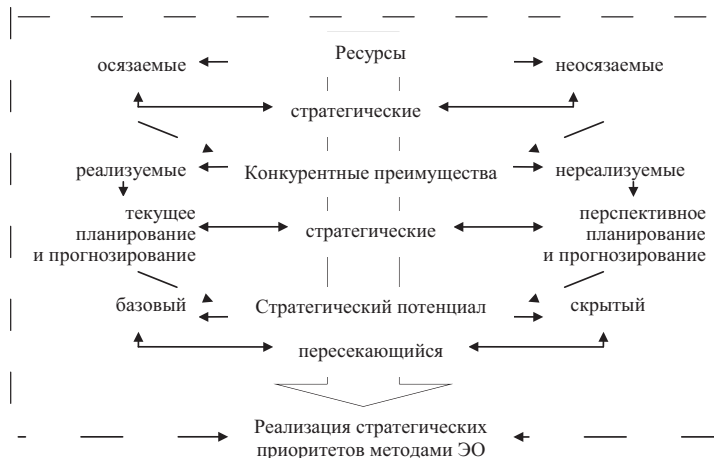 Ресурсы
осязаемые
неосязаемые
стратегические
реализуемые
Конкурентные преимущества
нереализуемые
текущее
планирование
и прогнозирование
стратегические
перспективное
планирование
и прогнозирование
базовый
Стратегический потенциал
скрытый
пересекающийся
Реализация стратегических
приоритетов методами ЭО